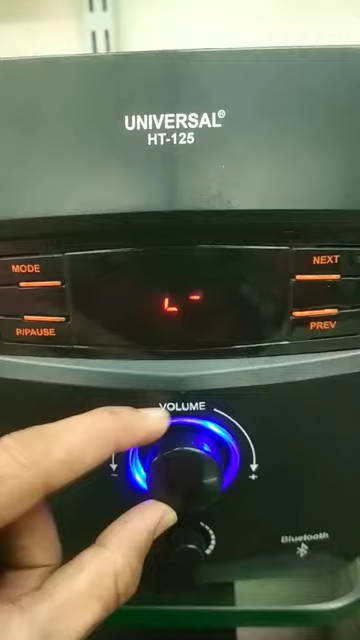 UNIVERSAL®
HT-125
MODE
NEXT
P/PAUSE
PREV
VOLUME
- +
Bluetooth